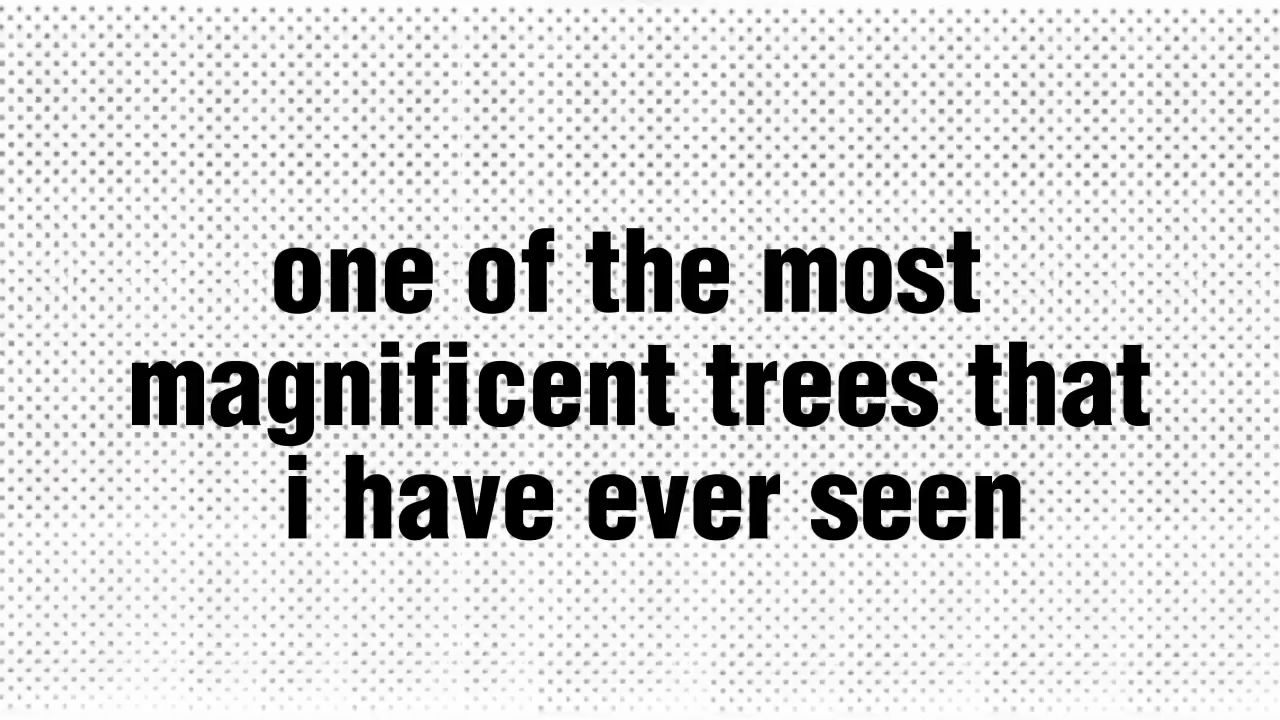 one of the most
magnificent trees that
i have ever seen